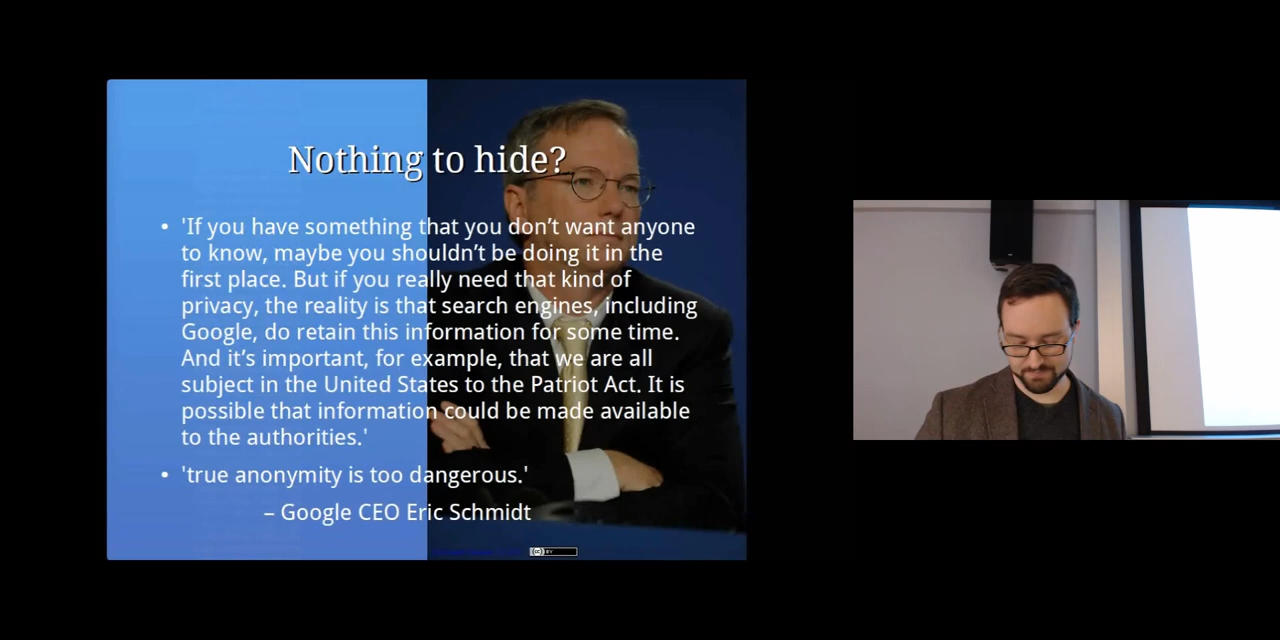 Nothing to hide?
• 'If you have something that you don’t want anyone
to know, maybe you shouldn’t be doing it in the
first place. But if you really need that kind of
privacy, the reality is that search engines, including
Google, do retain this information for some time.
And it’s important, for example, that we are all
subject in the United States to the Patriot Act. It is
possible that information could be made available
to the authorities.'
• 'true anonymity is too dangerous.'
– Google CEO Eric Schmidt
cc BY